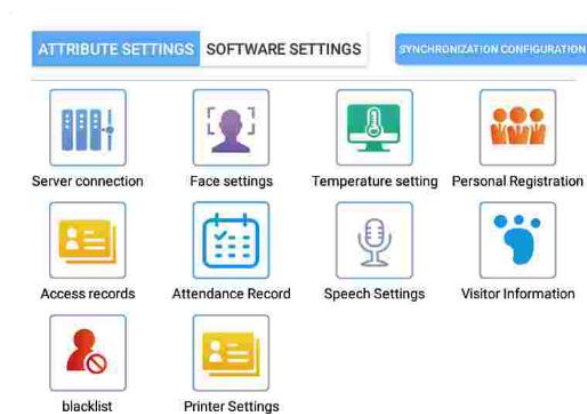 ATTRIBUTE SETTINGS SOFTWARE SETTINGS SYNCHRONIZATION CONFIGURATION
Server connection Face settings Temperature setting Personal Registration
Access records Attendance Record Speech Settings Visitor Information
blacklist Printer Settings